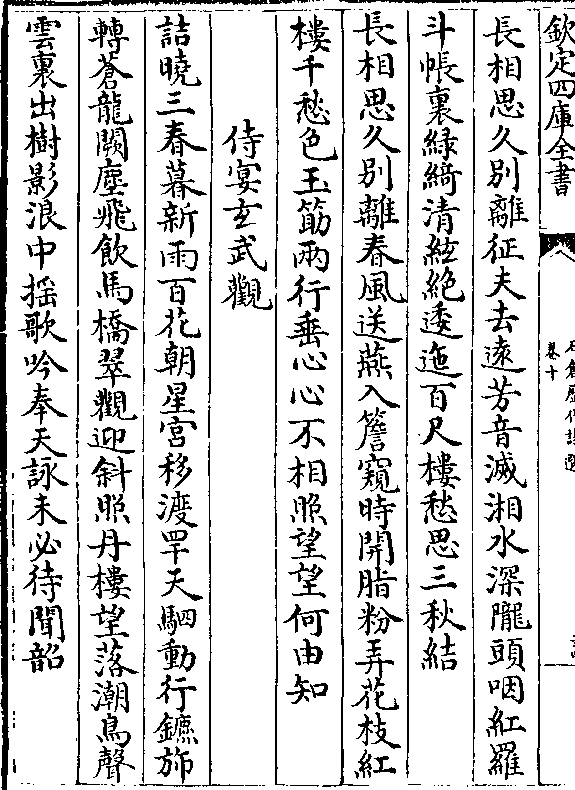 欽定四庫全書
卷十
長相思久别離征夫去遠芳音滅湘水深隴頭咽紅羅
斗帳裏緑綺清絃絶逶迤百尺樓愁思三秋結
長相思久别離春風送燕入簷窺時開脂粉弄花枝紅
樓千愁色玉筯兩行垂心心不相照望望何由知
侍宴玄武觀
詰曉三春暮新雨百花朝星宫移渡罕天駟動行鑣斾
轉蒼龍闕塵飛飲馬橋翠觀迎斜照丹樓望落潮鳥聲
雲裏出樹影浪中揺歌吟奉天詠未必待聞韶